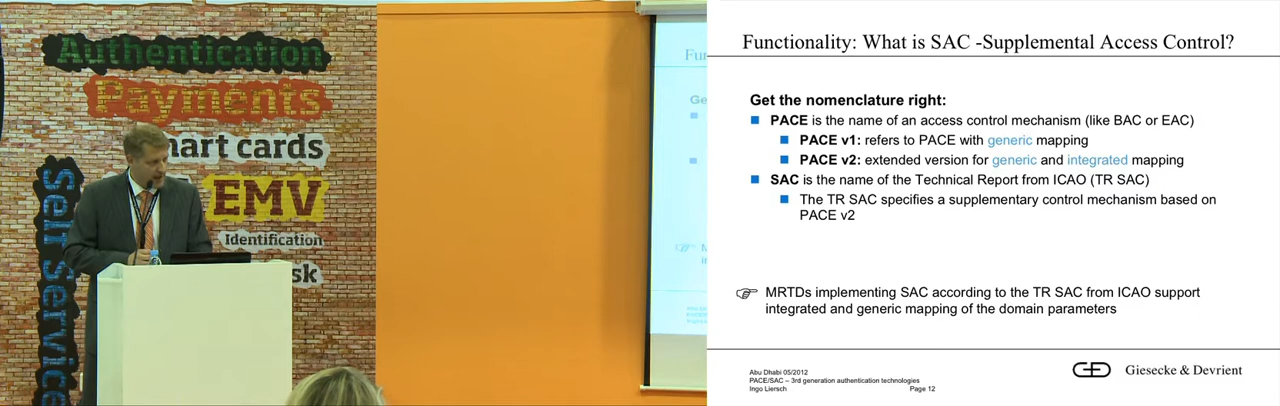 Authentication
Payments
mart cards
EMV
Identification
sk
Self Service
Fun
Ge
M
in
Functionality: What is SAC -Supplemental Access Control?
Get the nomenclature right:
PACE is the name of an access control mechanism (like BAC or EAC)
PACE v1: refers to PACE with generic mapping
PACE v2: extended version for generic and integrated mapping
SAC is the name of the Technical Report from ICAO (TR SAC)
The TR SAC specifies a supplementary control mechanism based on
PACE v2
MRTDs implementing SAC according to the TR SAC from ICAO support
integrated and generic mapping of the domain parameters
Abu Dhabi 05/2012
PACE/SAC – 3rd generation authentication technologies
Ingo Liersch Page 12
Giesecke & Devrient